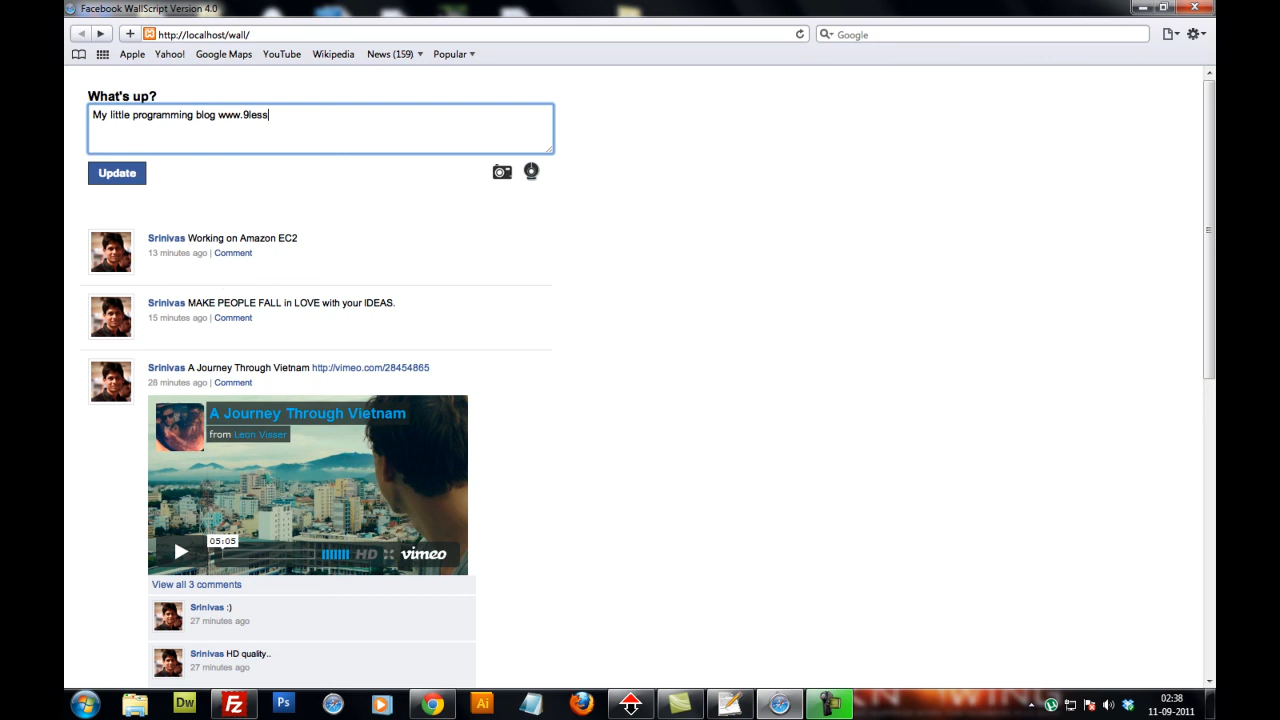 Facebook WallScript Version 4.0
http://localhost/wall/
Google
Apple Yahoo! Google Maps YouTube Wikipedia News (159) Popular
What's up?
My little programming blog www.9less
Update
Srinivas Working on Amazon EC2
13 minutes ago | Comment
Srinivas MAKE PEOPLE FALL in LOVE with your IDEAS.
15 minutes ago | Comment
Srinivas A Journey Through Vietnam http://vimeo.com/28454865
28 minutes ago | Comment
A Journey Through Vietnam
from Leon Visser
05:05
HD vimeo
View all 3 comments
Srinivas :)
27 minutes ago
Srinivas HD quality..
27 minutes ago
Dw Fz Ps Ai
02:38
11-09-2011